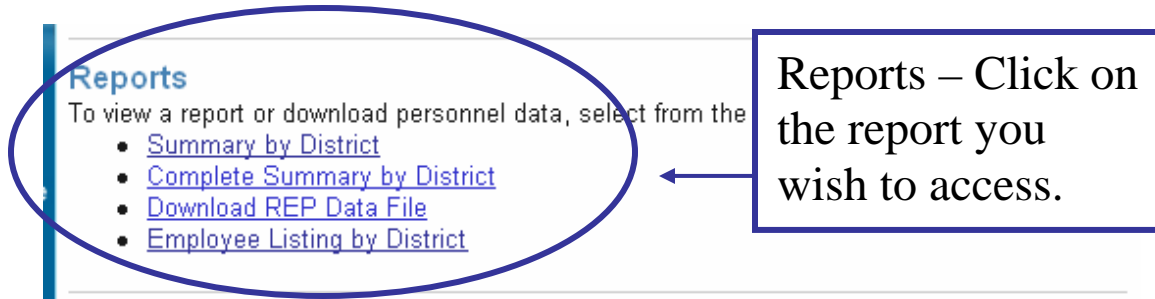 Reports
To view a report or download personnel data, select from the
Summary by District
Complete Summary by District
Download REP Data File
Employee Listing by District
Reports – Click on
the report you
wish to access.